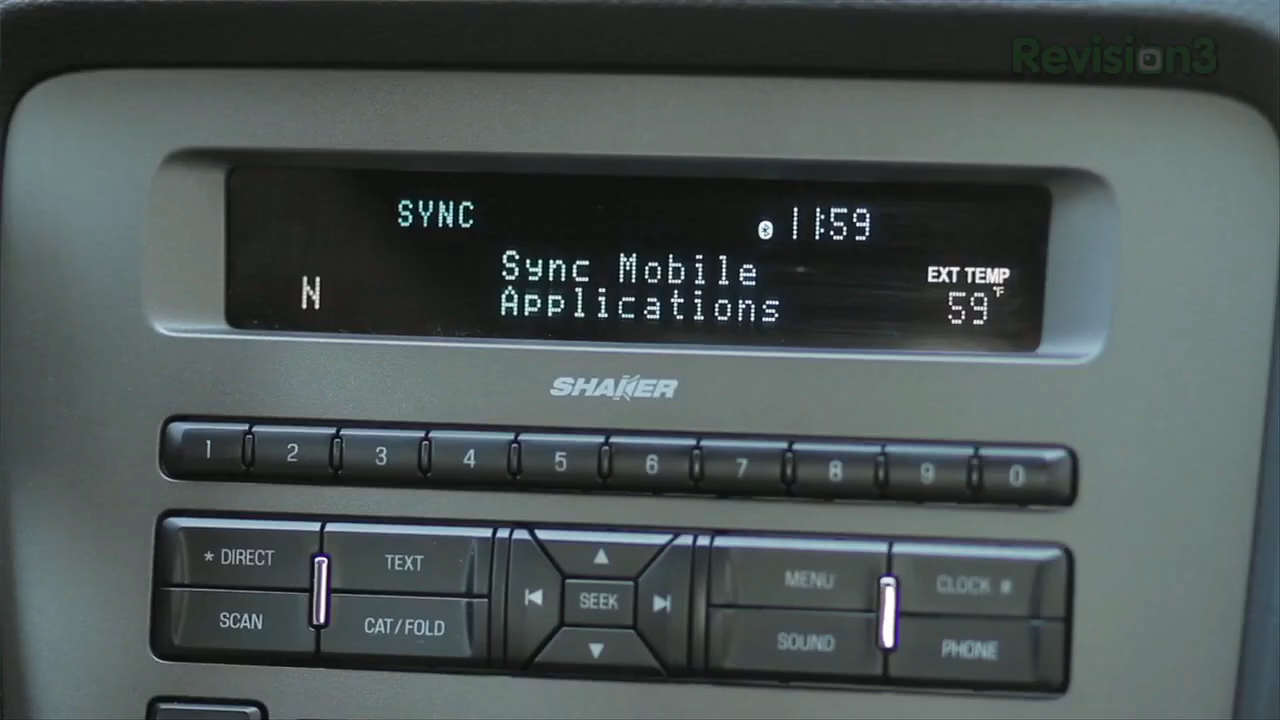 Revision3
SYNC
11:59
Sync Mobile
Applications
N
EXT TEMP
59°F
SHAKER
1 2 3 4 5 6 7 8 9 0
* DIRECT
TEXT
SCAN
CAT/FOLD
SEEK
MENU
CLOCK #
SOUND
PHONE